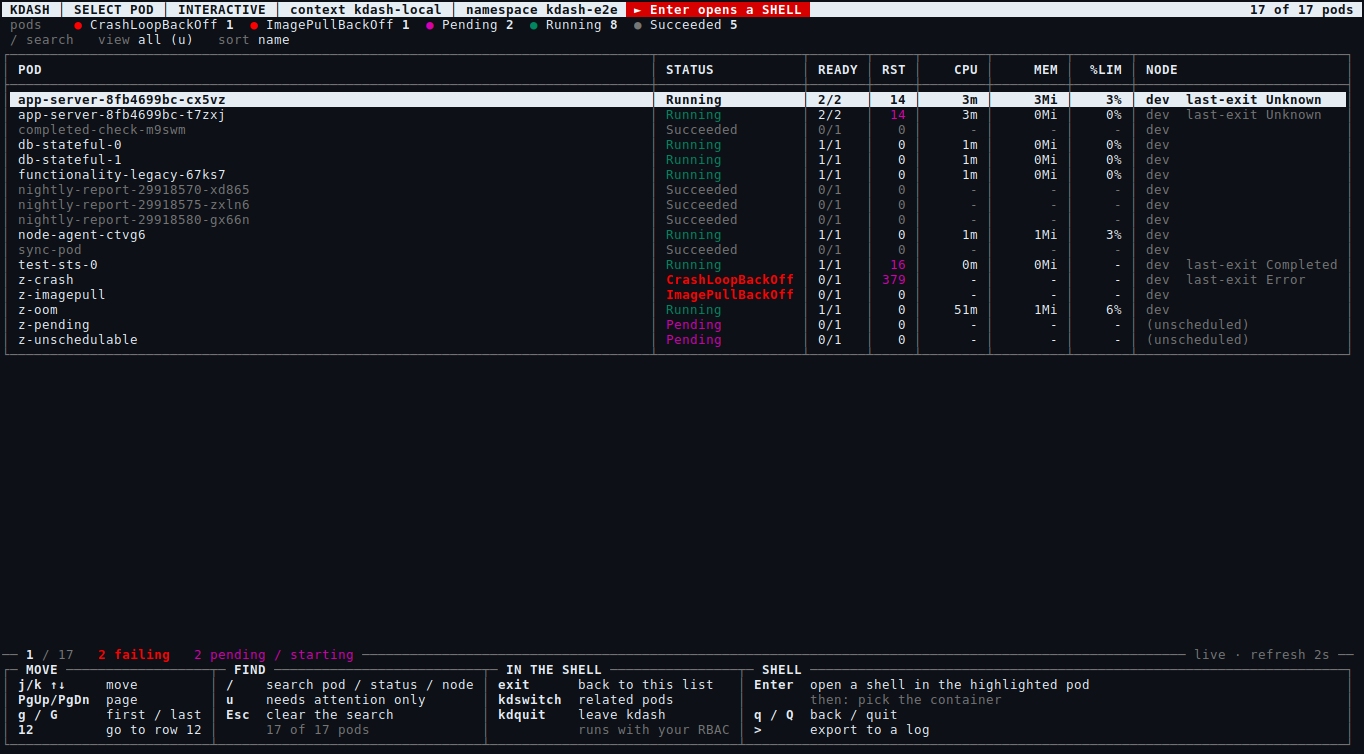 KDASH SELECT POD INTERACTIVE context kdash-local namespace kdash-e2e ► Enter opens a SHELL 17 of 17 pods
pods ● CrashLoopBackOff 1 ● ImagePullBackOff 1 ● Pending 2 ● Running 8 ● Succeeded 5
/ search view all (u) sort name
POD STATUS READY RST CPU MEM %LIM NODE
app-server-8fb4699bc-cx5vz Running 2/2 14 3m 3Mi 3% dev last-exit Unknown
app-server-8fb4699bc-t7zxj Running 2/2 14 3m 0Mi 0% dev last-exit Unknown
completed-check-m9swm Succeeded 0/1 0 - - - dev
db-stateful-0 Running 1/1 0 1m 0Mi 0% dev
db-stateful-1 Running 1/1 0 1m 0Mi 0% dev
functionality-legacy-67ks7 Running 1/1 0 1m 0Mi 0% dev
nightly-report-29918570-xd865 Succeeded 0/1 0 - - - dev
nightly-report-29918575-zxln6 Succeeded 0/1 0 - - - dev
nightly-report-29918580-gx66n Succeeded 0/1 0 - - - dev
node-agent-ctvg6 Running 1/1 0 1m 1Mi 3% dev
sync-pod Succeeded 0/1 0 - - - dev
test-sts-0 Running 1/1 16 0m 0Mi - dev last-exit Completed
z-crash CrashLoopBackOff 0/1 379 - - - dev last-exit Error
z-imagepull ImagePullBackOff 0/1 0 - - - dev
z-oom Running 1/1 0 51m 1Mi 6% dev
z-pending Pending 0/1 0 - - - (unscheduled)
z-unschedulable Pending 0/1 0 - - - (unscheduled)
1 / 17 2 failing 2 pending / starting live · refresh 2s
MOVE FIND IN THE SHELL SHELL
j/k ↑↓ move / search pod / status / node exit back to this list Enter open a shell in the highlighted pod
PgUp/PgDn page u needs attention only kdswitch related pods then: pick the container
g / G first / last Esc clear the search kdquit leave kdash q / Q back / quit
12 go to row 12 17 of 17 pods runs with your RBAC > export to a log